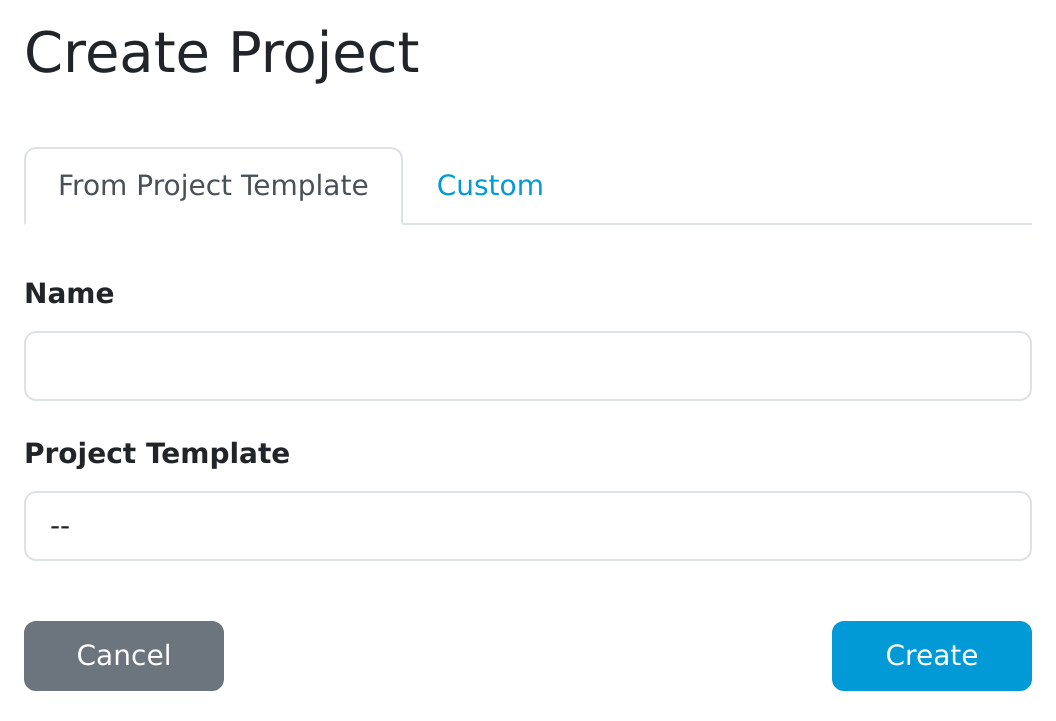 Create Project
From Project Template Custom
Name
Project Template
--
Cancel Create